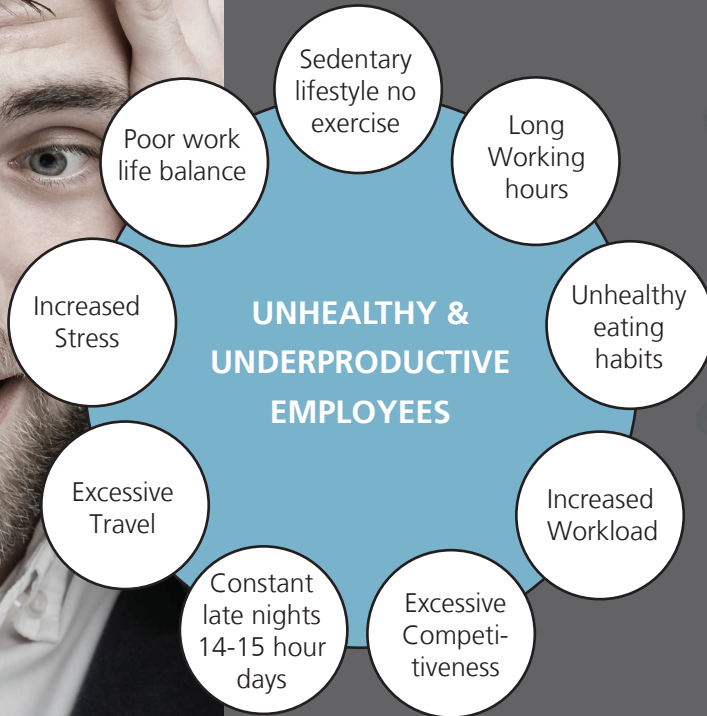 Sedentary
lifestyle no
exercise
Long
Working
hours
Unhealthy
eating
habits
Increased
Workload
Excessive
Competi-
tiveness
Constant
late nights
14-15 hour
days
Excessive
Travel
Increased
Stress
Poor work
life balance
UNHEALTHY &
UNDERPRODUCTIVE
EMPLOYEES